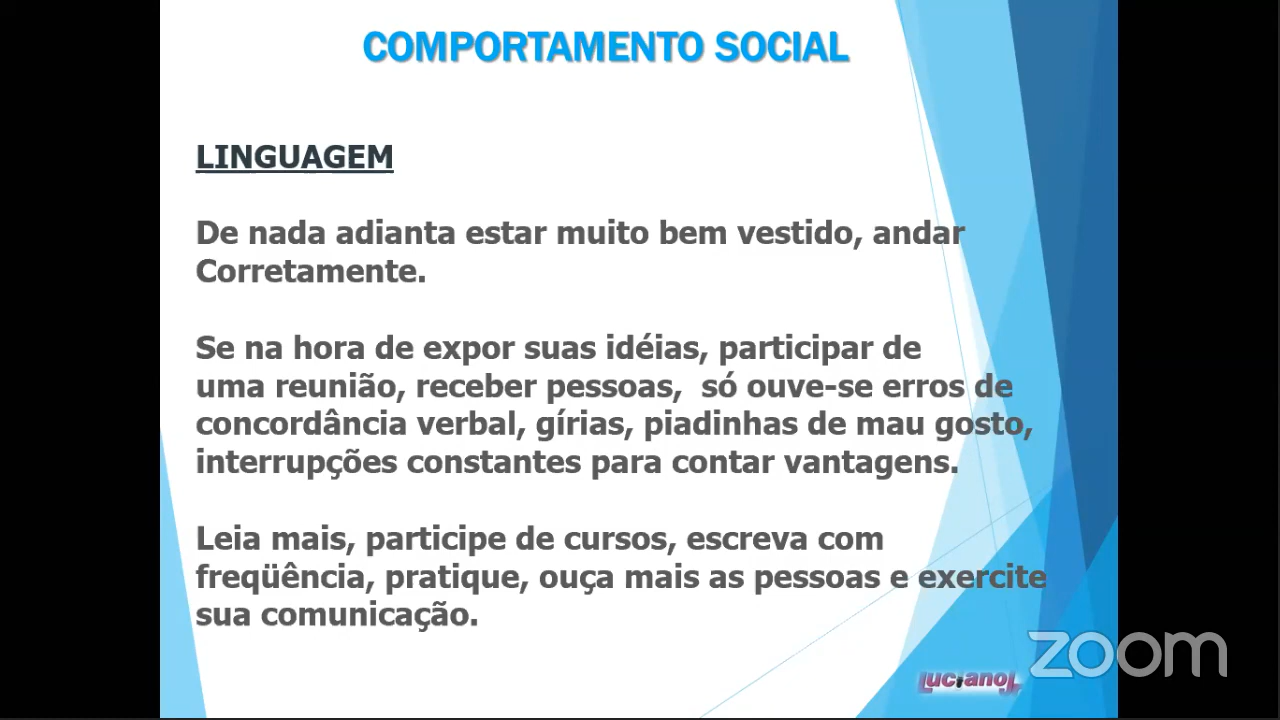 COMPORTAMENTO SOCIAL
LINGUAGEM
De nada adianta estar muito bem vestido, andar
Corretamente.
Se na hora de expor suas idéias, participar de
uma reunião, receber pessoas,  só ouve-se erros de
concordância verbal, gírias, piadinhas de mau gosto,
interrupções constantes para contar vantagens.
Leia mais, participe de cursos, escreva com
freqüência, pratique, ouça mais as pessoas e exercite
sua comunicação.
zoom
LucianoJr